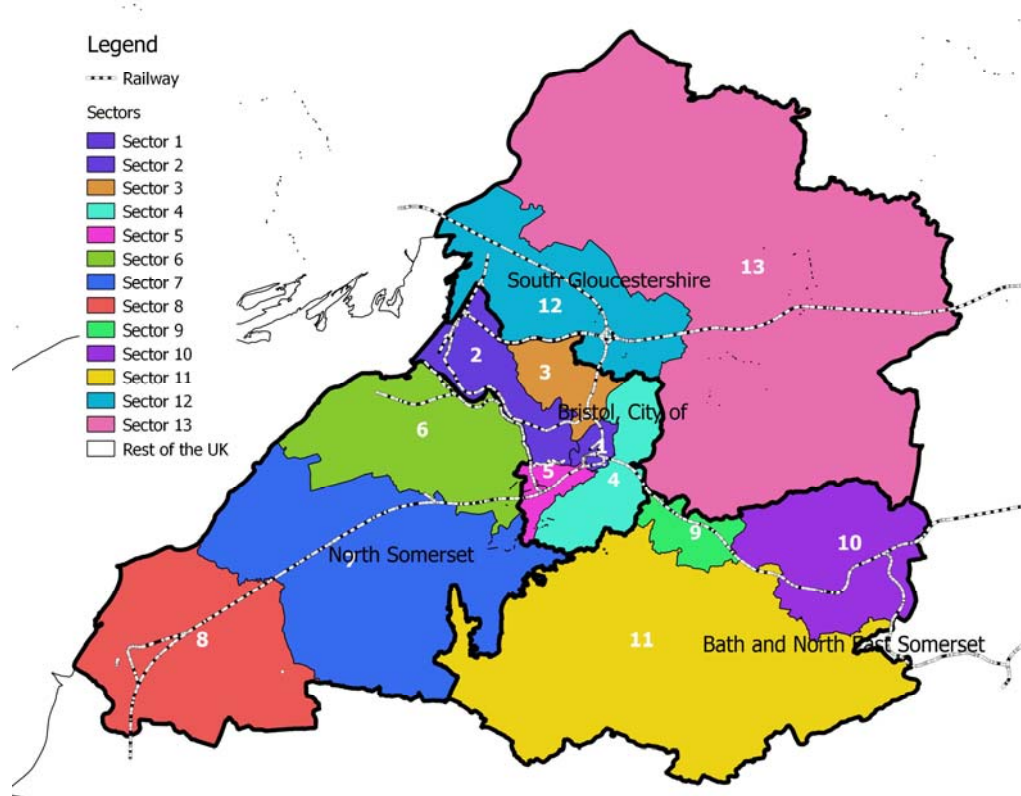 Legend
Railway
Sectors
Sector 1
Sector 2
Sector 3
Sector 4
Sector 5
Sector 6
Sector 7
Sector 8
Sector 9
Sector 10
Sector 11
Sector 12
Sector 13
Rest of the UK
13
South Gloucestershire
12
2
3
Bristol, City of
6
1
5
4
9
10
North Somerset
7
8
11
Bath and North East Somerset